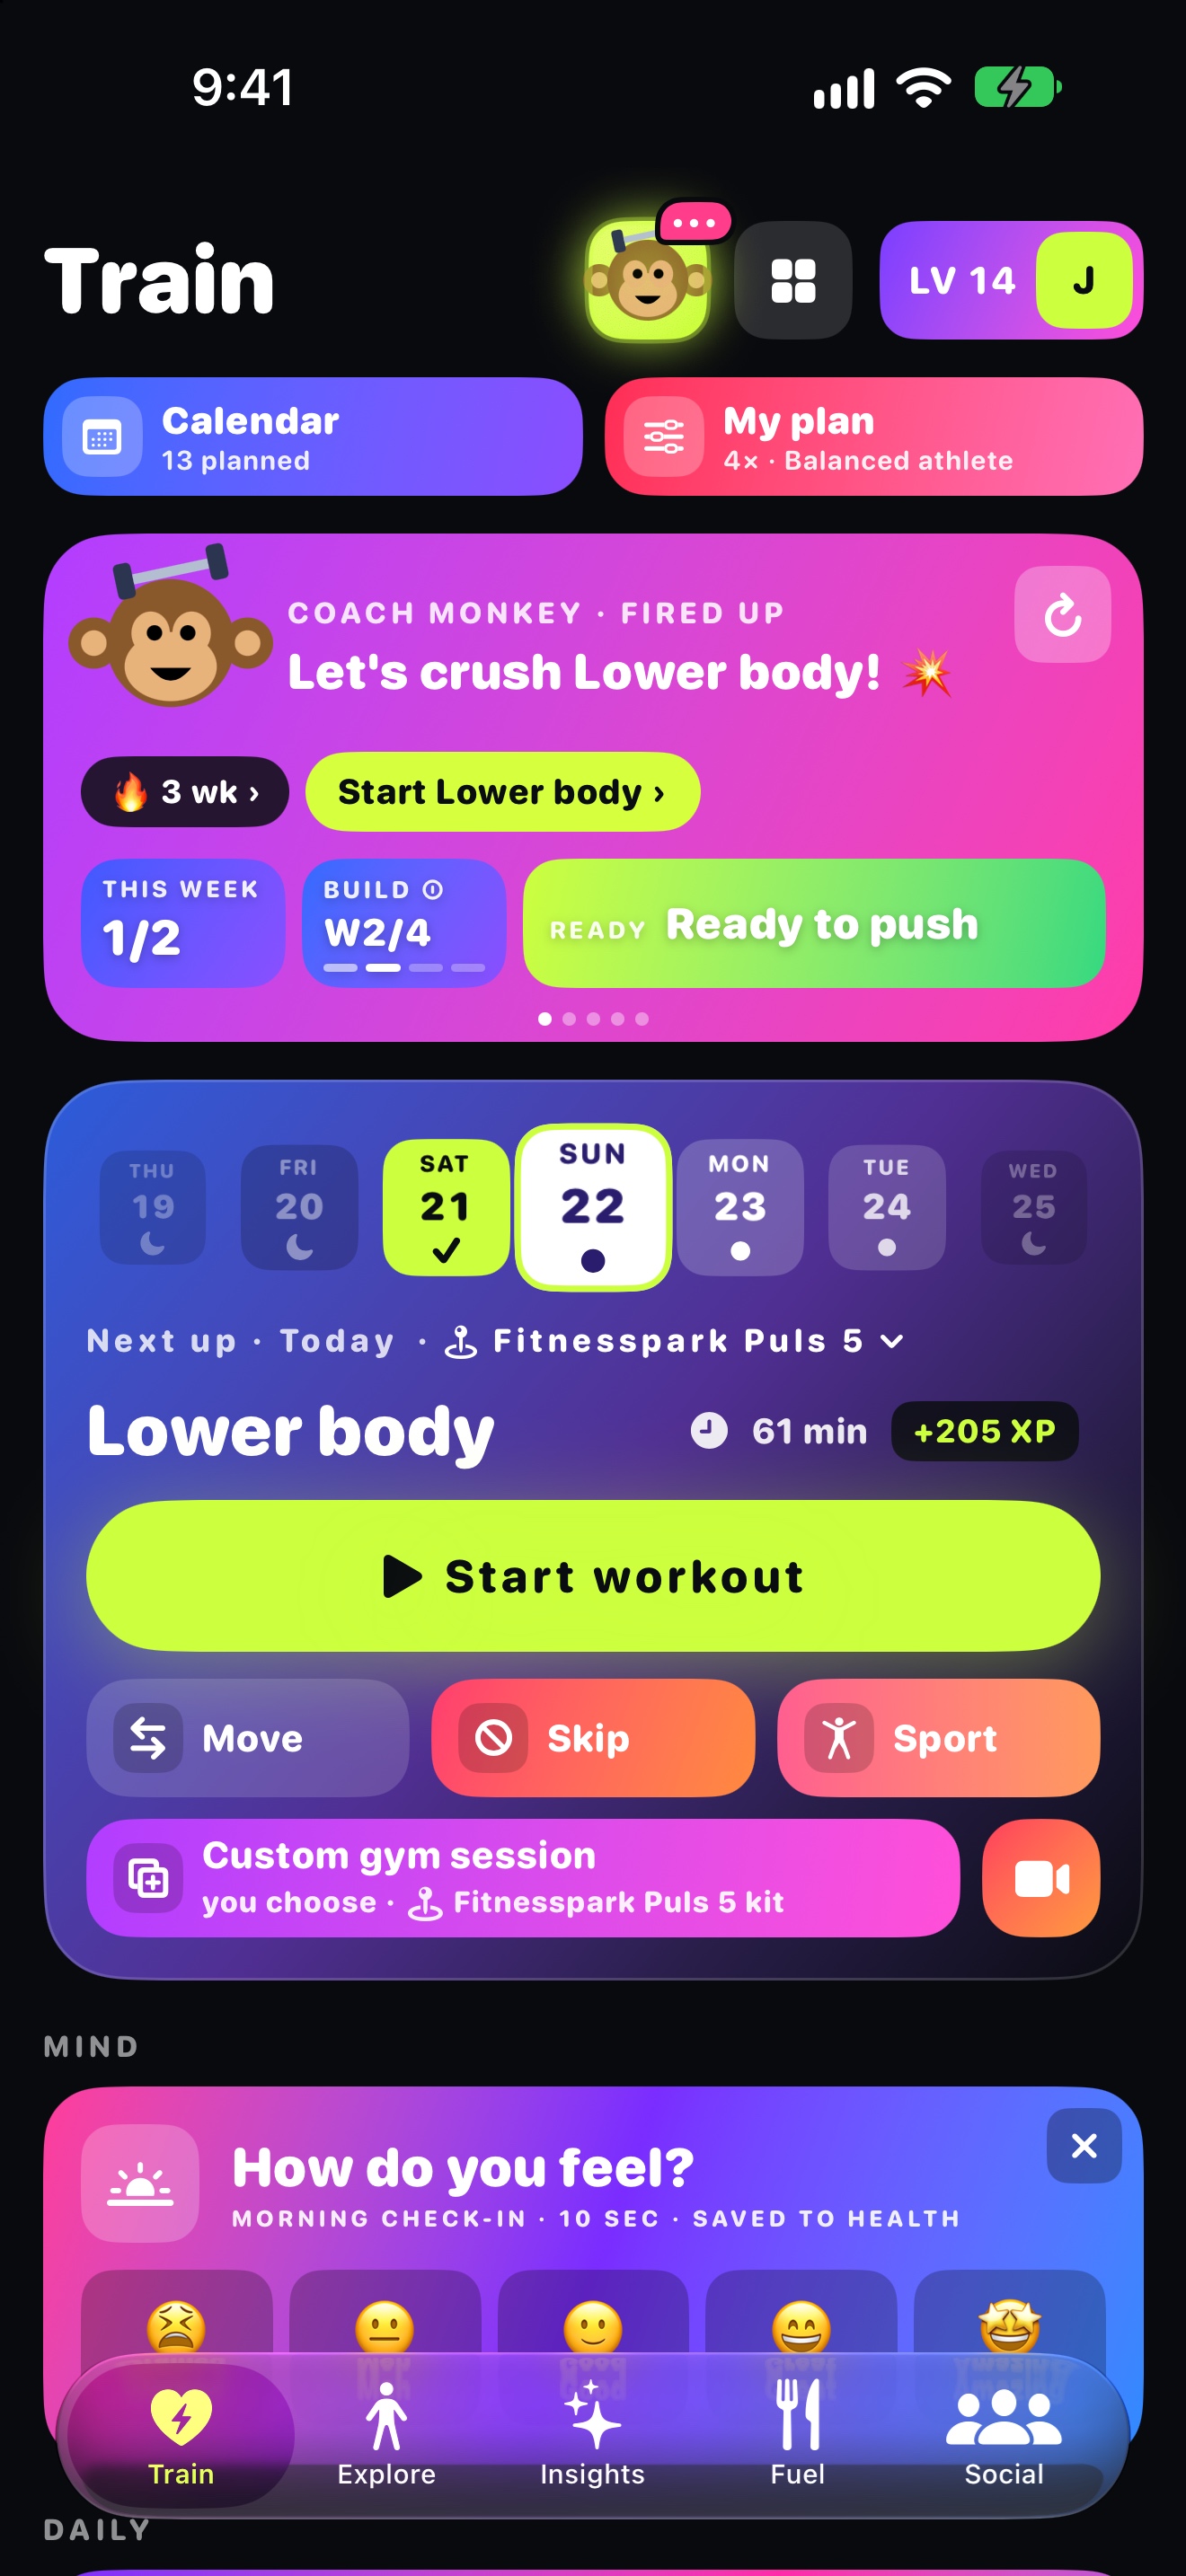 9:41
Train
LV 14
J
Calendar
13 planned
My plan
4× · Balanced athlete
COACH MONKEY · FIRED UP
Let's crush Lower body! 💥
🔥 3 wk ›
Start Lower body ›
THIS WEEK
1/2
BUILD
W2/4
READY Ready to push
THU
19
FRI
20
SAT
21
SUN
22
MON
23
TUE
24
WED
25
Next up · Today · Fitnesspark Puls 5
Lower body
61 min
+205 XP
Start workout
Move
Skip
Sport
Custom gym session
you choose · Fitnesspark Puls 5 kit
MIND
How do you feel?
MORNING CHECK-IN · 10 SEC · SAVED TO HEALTH
Train
Explore
Insights
Fuel
Social
DAILY